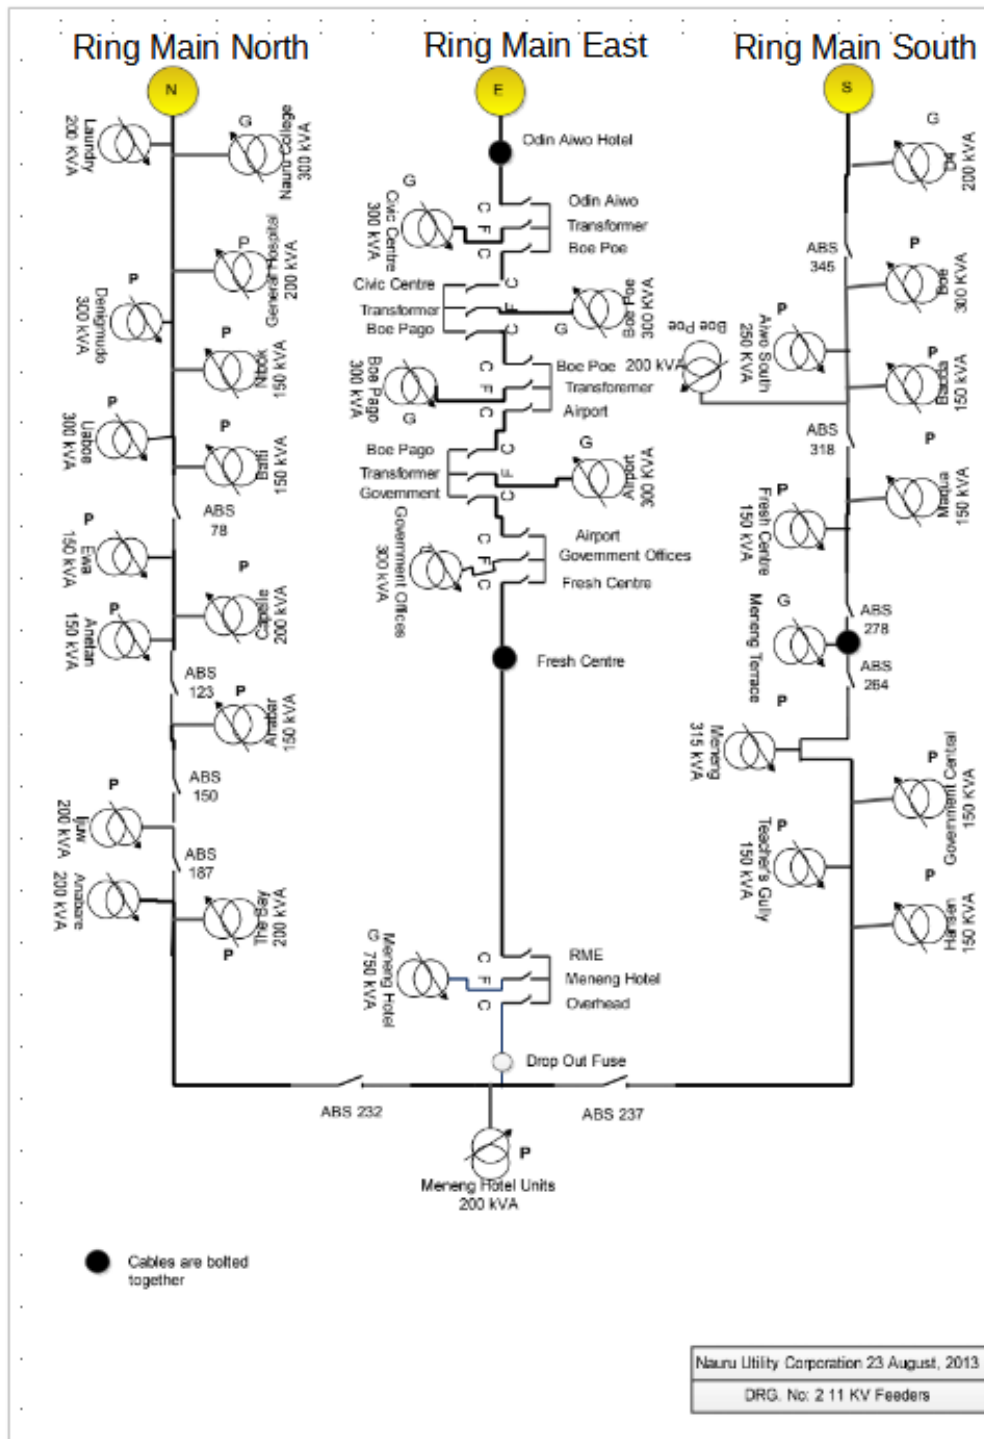 Ring Main North
Ring Main East
Ring Main South
N
E
S
Laundry
200 KVA
G
Nauru College
300 KVA
P
General Hospital
200 kVA
P
Denigmudo
300 kVA
P
Nibok
150 kVA
P
Uaboe
300 kVA
P
Baiti
150 kVA
ABS
78
P
Ewa
150 kVA
P
Capelle
200 kVA
P
Anetan
150 kVA
ABS
123
P
Anabar
150 kVA
ABS
150
P
Ijuw
200 kVA
ABS
187
Anabare
200 kVA
The Bay
200 kVA
P
Odin Aiwo Hotel
G
Civic Centre
300 kVA
C
F
C
Odin Aiwo
Transformer
Boe Poe
Civic Centre
Transformer
Boe Pago
C
F
C
G
Boe Poe
300 KVA
Boe Pago
300 kVA
G
C
F
C
Boe Poe
Transforemer
Airport
Boe Pago
Transformer
Government
C
F
C
G
Airport
300 KVA
Government Offices
300 kVA
C
F
C
Airport
Government Offices
Fresh Centre
Fresh Centre
G
Meneng Hotel
750 kVA
C
F
C
RME
Meneng Hotel
Overhead
Drop Out Fuse
ABS 232
ABS 237
P
Meneng Hotel Units
200 kVA
G
200 kVA
ABS
345
P
Boe
300 KVA
P
Aiwo South
250 KVA
Boe Poe
200 kVA
P
150 kVA
ABS
318
P
Maqua
150 kVA
P
Fresh Centre
150 kVA
ABS
278
G
Meneng Terrace
ABS
264
P
Meneng
315 kVA
P
Government Central
150 KVA
P
Teacher's Gully
150 kVA
P
Hansen
150 KVA
Cables are bolted
together
Nauru Utility Corporation 23 August, 2013
DRG. No: 2 11 KV Feeders